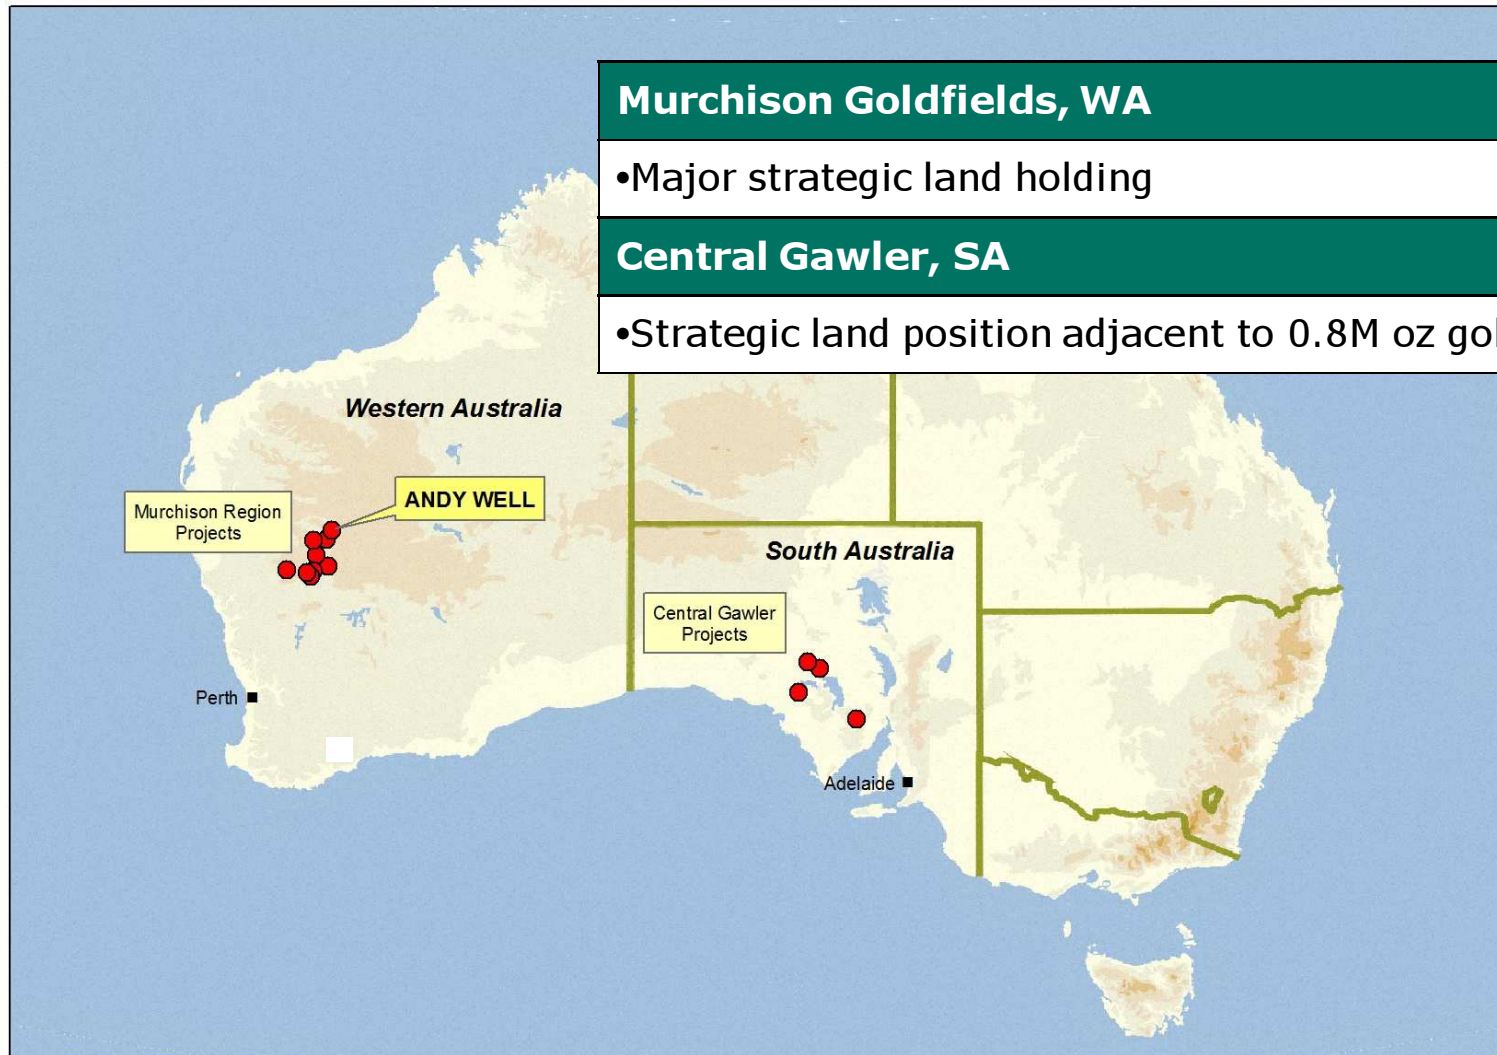 Murchison Goldfields, WA
•Major strategic land holding
Central Gawler, SA
•Strategic land position adjacent to 0.8M oz
Western Australia
ANDY WELL
Murchison Region
Projects
South Australia
Central Gawler
Projects
Perth
Adelaide